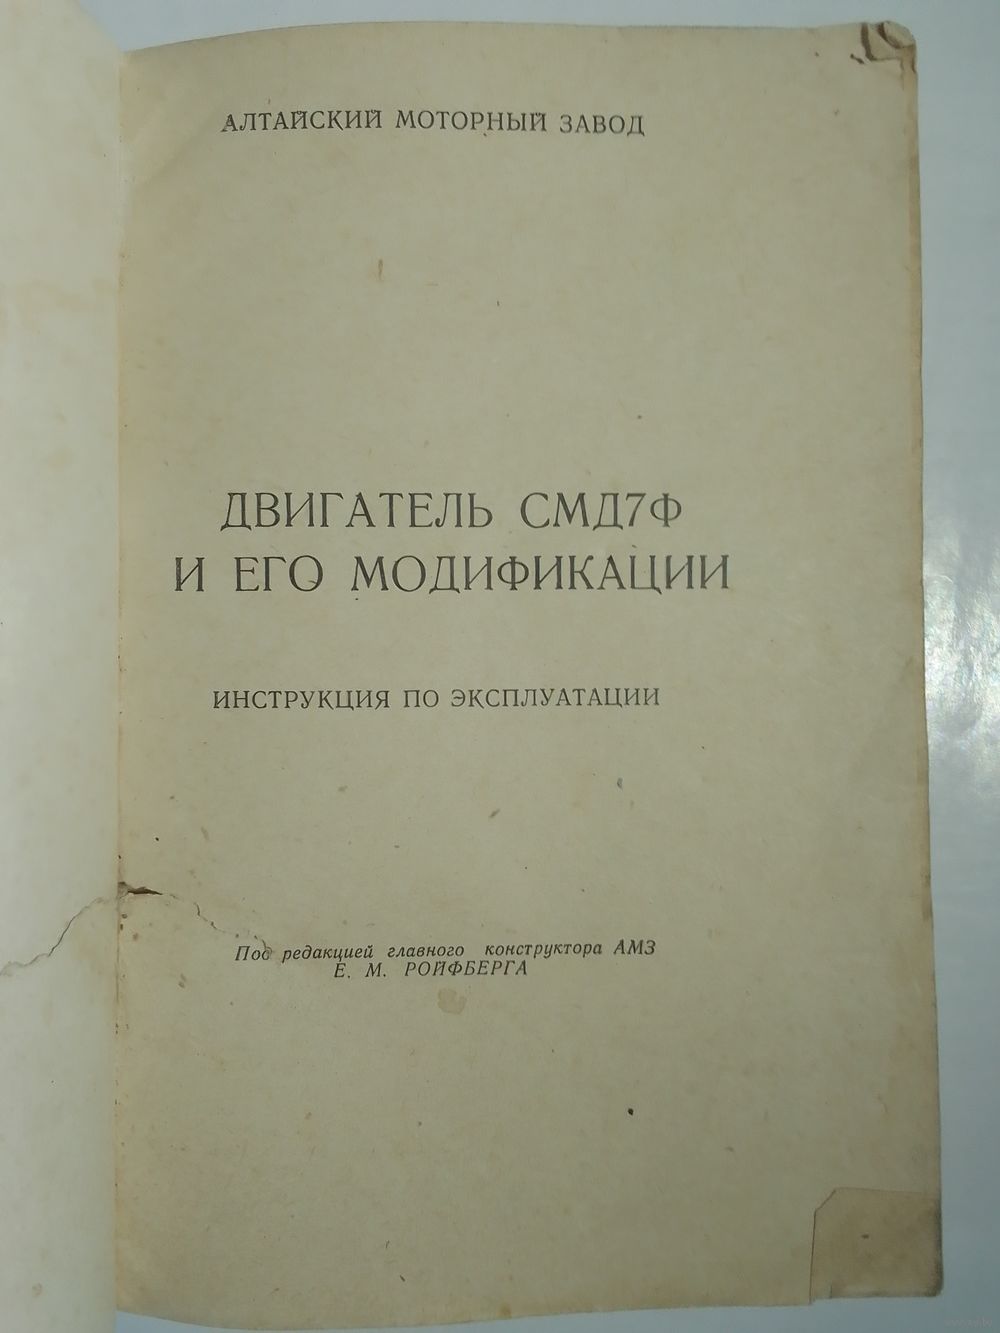 АЛТАЙСКИЙ МОТОРНЫЙ ЗАВОД
ДВИГАТЕЛЬ СМД7Ф
И ЕГО МОДИФИКАЦИИ
ИНСТРУКЦИЯ ПО ЭКСПЛУАТАЦИИ
Под редакцией главного конструктора АМЗ
Е. М. РОЙФБЕРГА